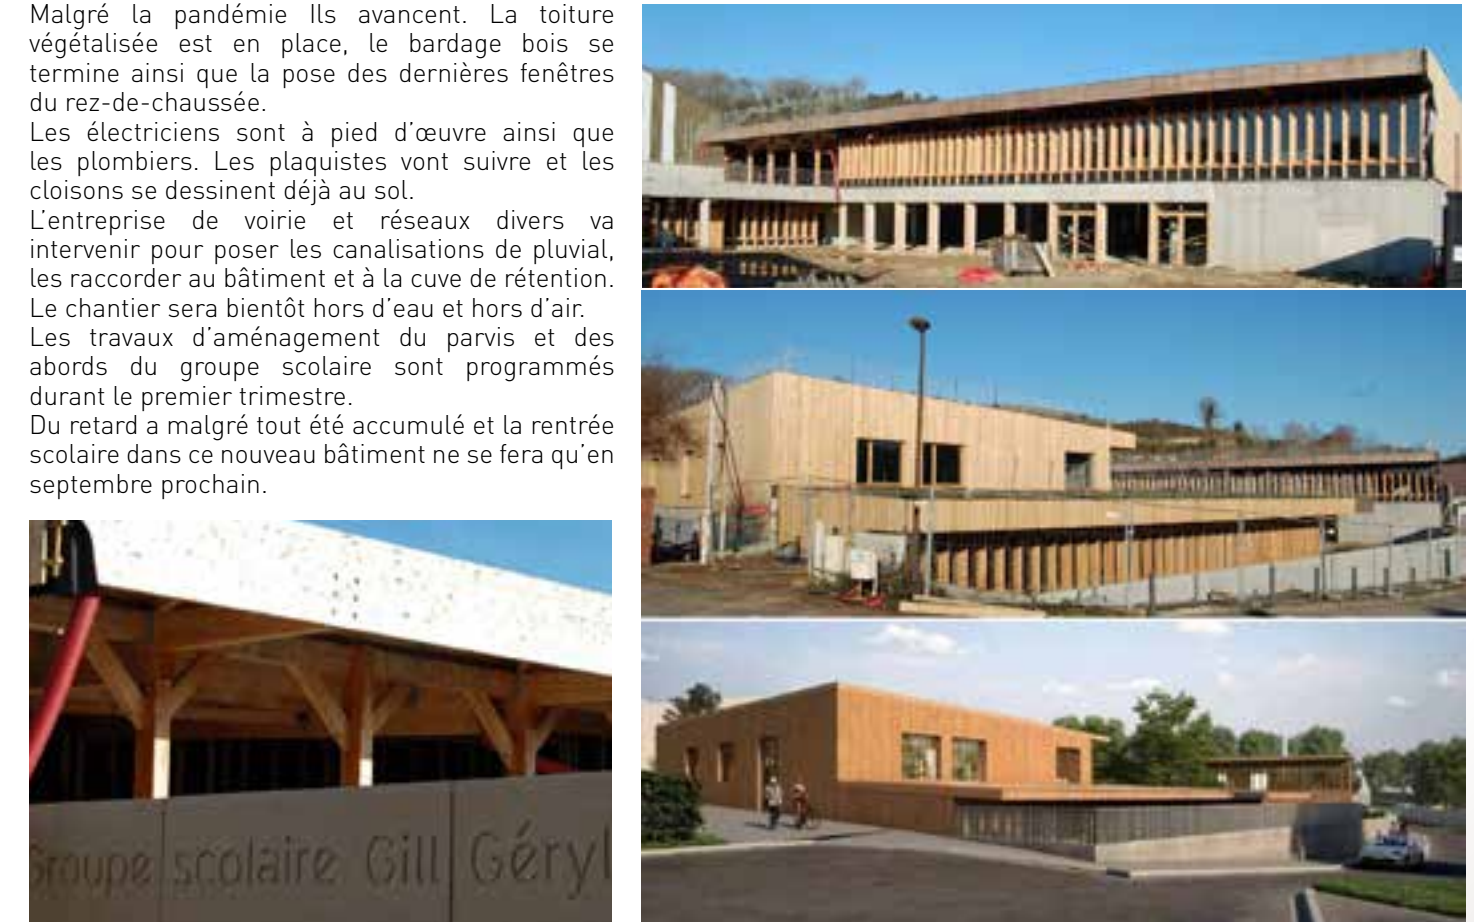 Malgré la pandémie Ils avancent. La toiture
végétalisée est en place, le bardage bois se
termine ainsi que la pose des dernières fenêtres
du rez-de-chaussée.
Les électriciens sont à pied d'œuvre ainsi que
les plombiers. Les plaquistes vont suivre et les
cloisons se dessinent déjà au sol.
L'entreprise de voirie et réseaux divers va
intervenir pour poser les canalisations de pluvial,
les raccorder au bâtiment et à la cuve de rétention.
Le chantier sera bientôt hors d'eau et hors d'air.
Les travaux d'aménagement du parvis et des
abords du groupe scolaire sont programmés
durant le premier trimestre.
Du retard a malgré tout été accumulé et la rentrée
scolaire dans ce nouveau bâtiment ne se fera qu'en
septembre prochain.
Groupe scolaire Gill Géry